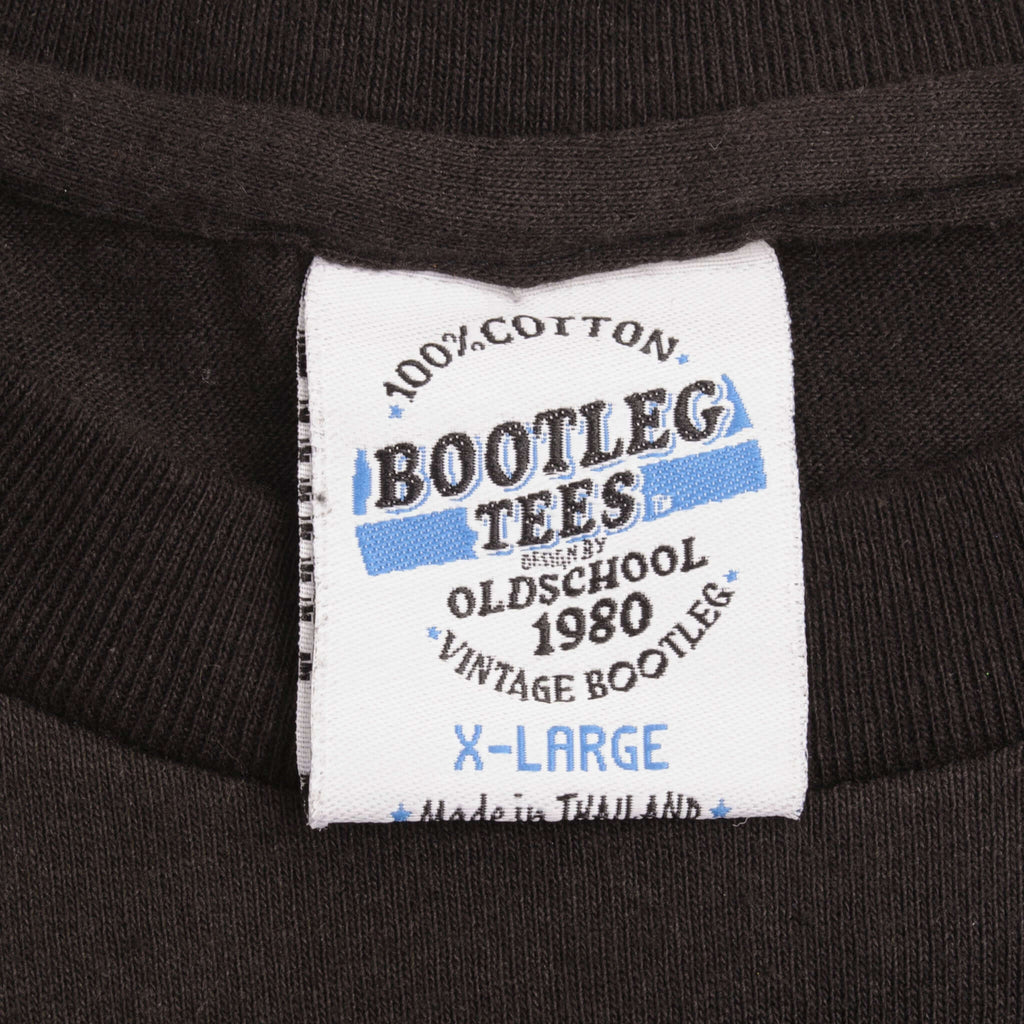 100% COTTON
BOOTLEG
TEES
DESIGN BY
OLDSCHOOL
1980
VINTAGE BOOTLEG
X-LARGE
Made in THAILAND